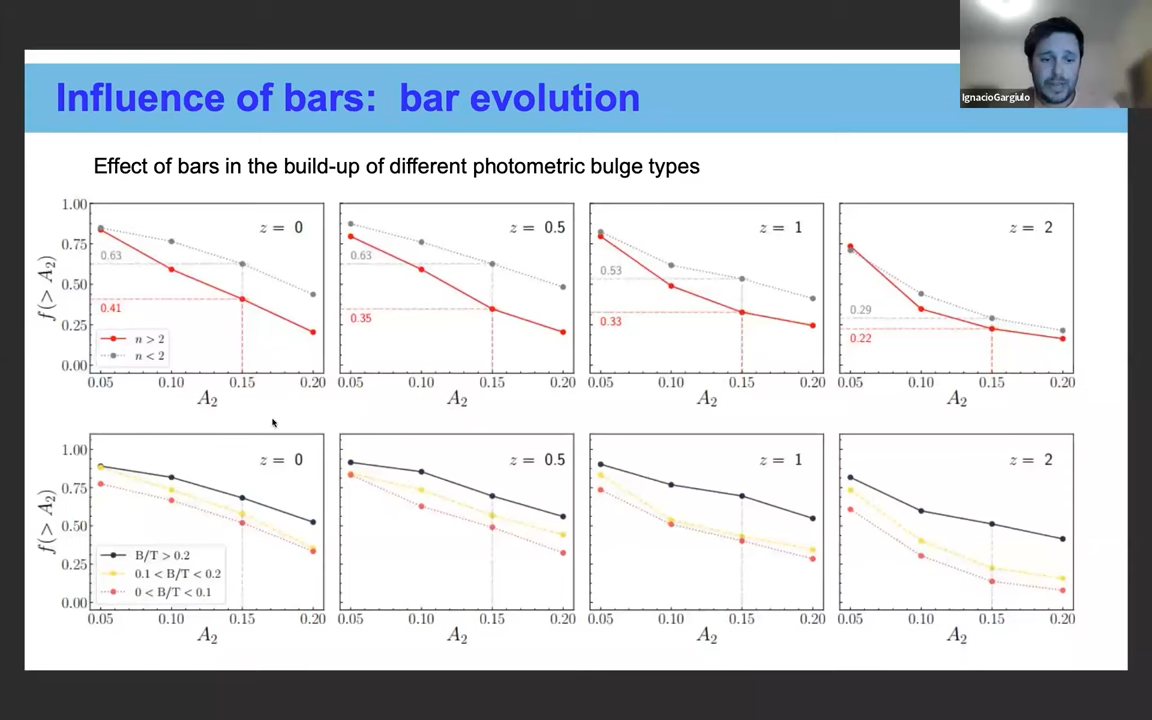 IgnacioGargiulo
Influence of bars: bar evolution
Effect of bars in the build-up of different photometric bulge types
f(> A2)
1.00
0.75
0.50
0.25
0.00
z = 0
0.63
0.41
n > 2
n < 2
0.05 0.10 0.15 0.20
A2
z = 0.5
0.63
0.35
0.05 0.10 0.15 0.20
A2
z = 1
0.53
0.33
0.05 0.10 0.15 0.20
A2
z = 2
0.29
0.22
0.05 0.10 0.15 0.20
A2
f(> A2)
1.00
0.75
0.50
0.25
0.00
z = 0
B/T > 0.2
0.1 < B/T < 0.2
0 < B/T < 0.1
0.05 0.10 0.15 0.20
A2
z = 0.5
0.05 0.10 0.15 0.20
A2
z = 1
0.05 0.10 0.15 0.20
A2
z = 2
0.05 0.10 0.15 0.20
A2